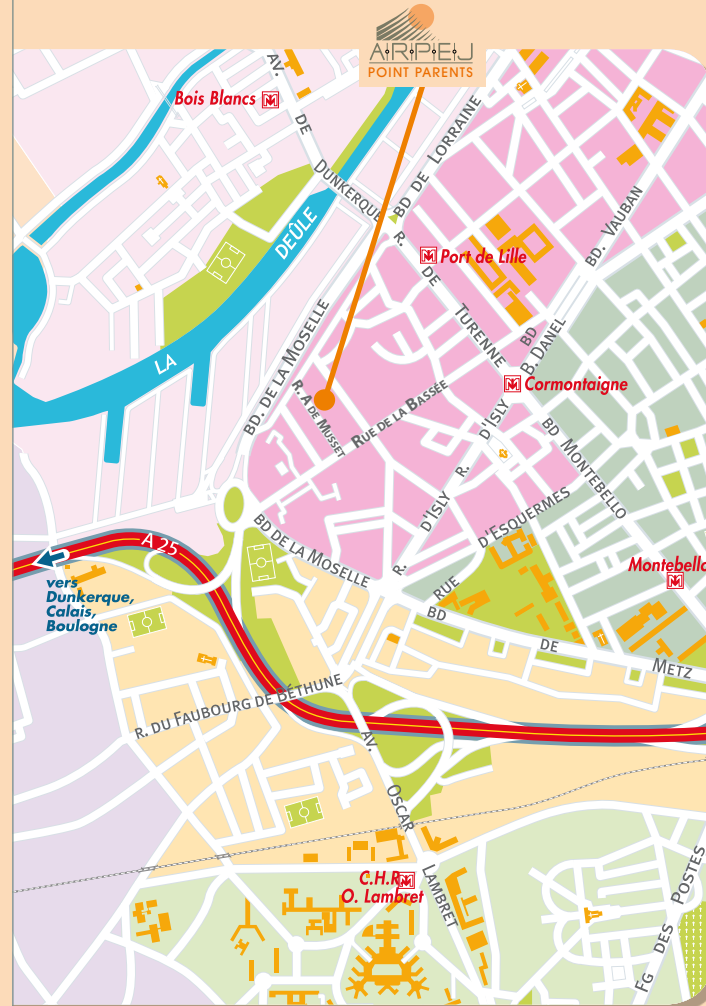 A·R·P·E·J
POINT PARENTS
AV. DE DUNKERQUE
Bois Blancs
BD DE LORRAINE
DEÛLE
LA
BD. VAUBAN
Port de Lille
R. DE TURENNE
BD. DE LA MOSELLE
BD
B. DANEL
R. A DE MUSSET
RUE DE LA BASSÉE
Cormontaigne
D'ISLY
R.
D'ISLY
R.
BD MONTEBELLO
RUE D'ESQUERMES
A 25
BD DE LA MOSELLE
vers
Dunkerque,
Calais,
Boulogne
Montebello
BD DE METZ
R. DU FAUBOURG DE BÉTHUNE
AV. OSCAR LAMBRET
C.H.R.
O. Lambret
FG DES POSTES